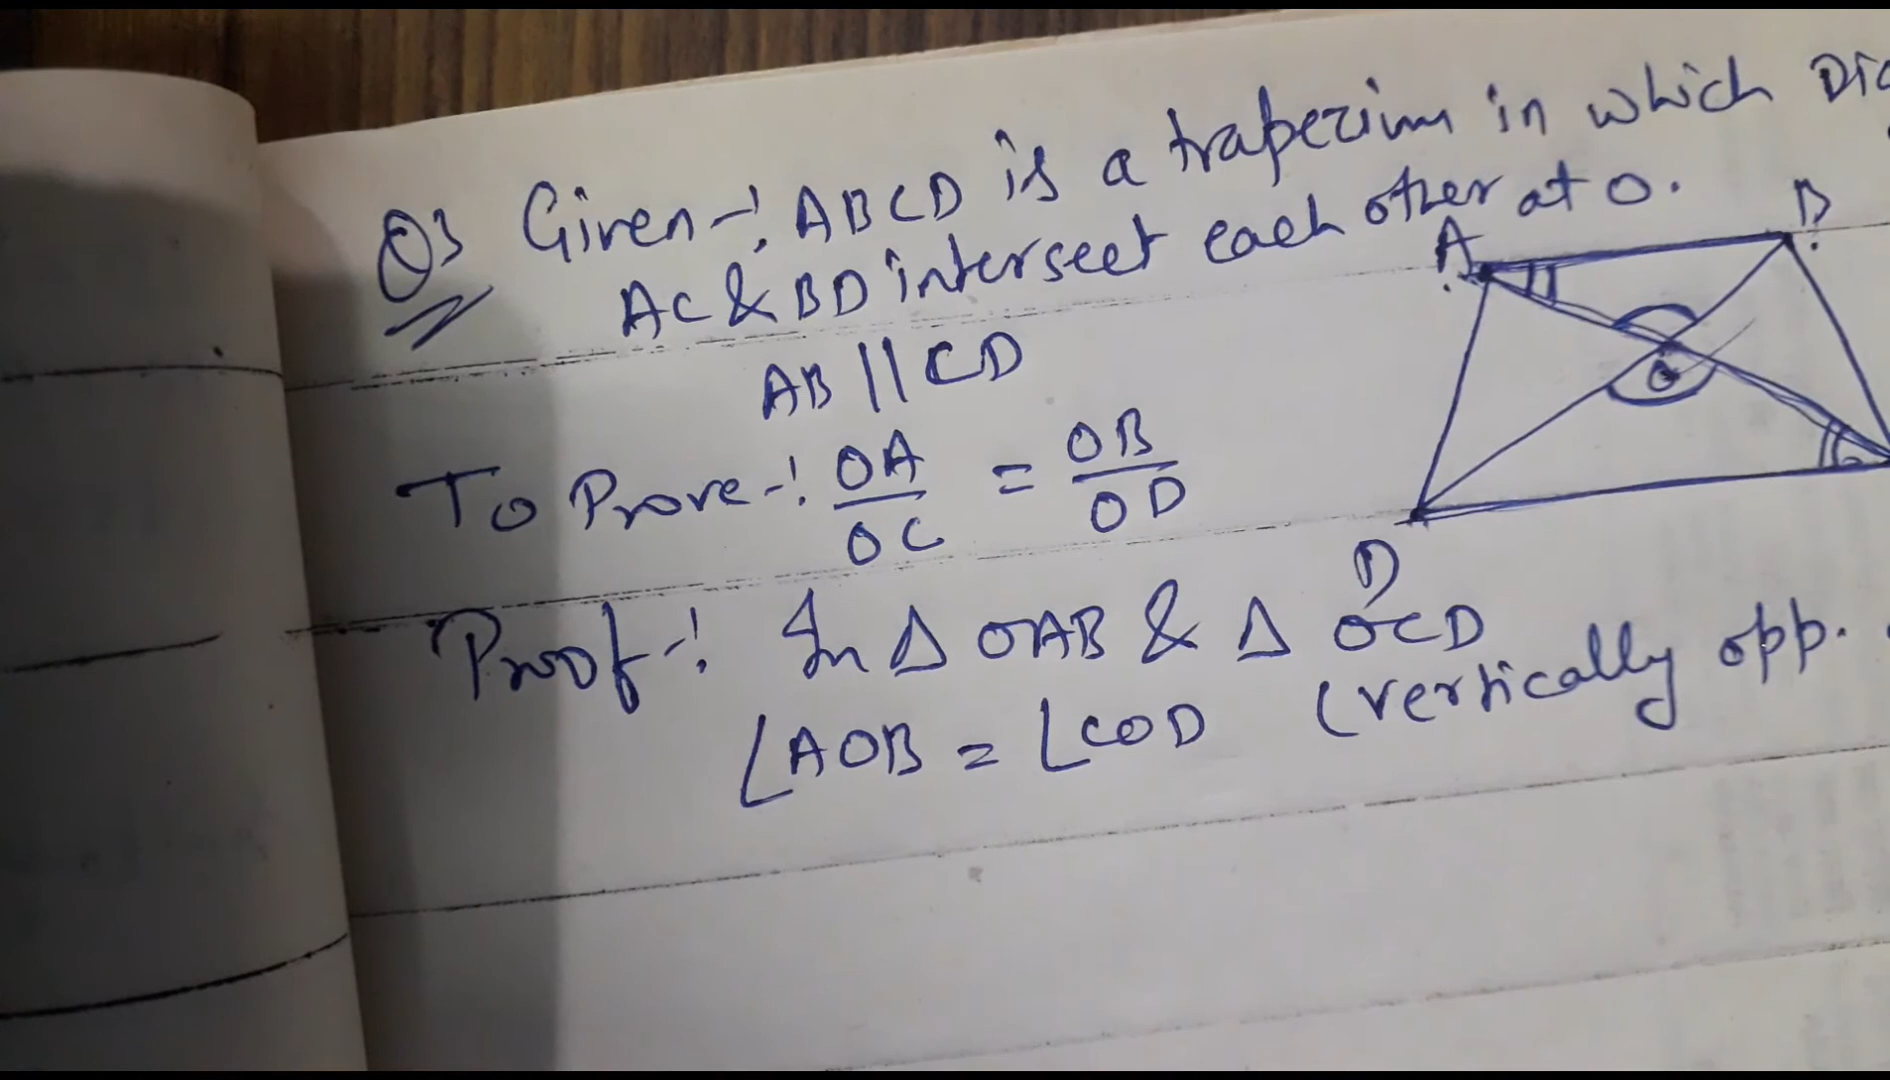 Q3 Given:- ABCD is a trapezium in which Dia
AC & BD intersect each other at O.
AB || CD
To Prove:- OA/OC = OB/OD
A
B
O
D
Proof:- In Δ OAB & Δ OCD
∠AOB = ∠COD (vertically opp.